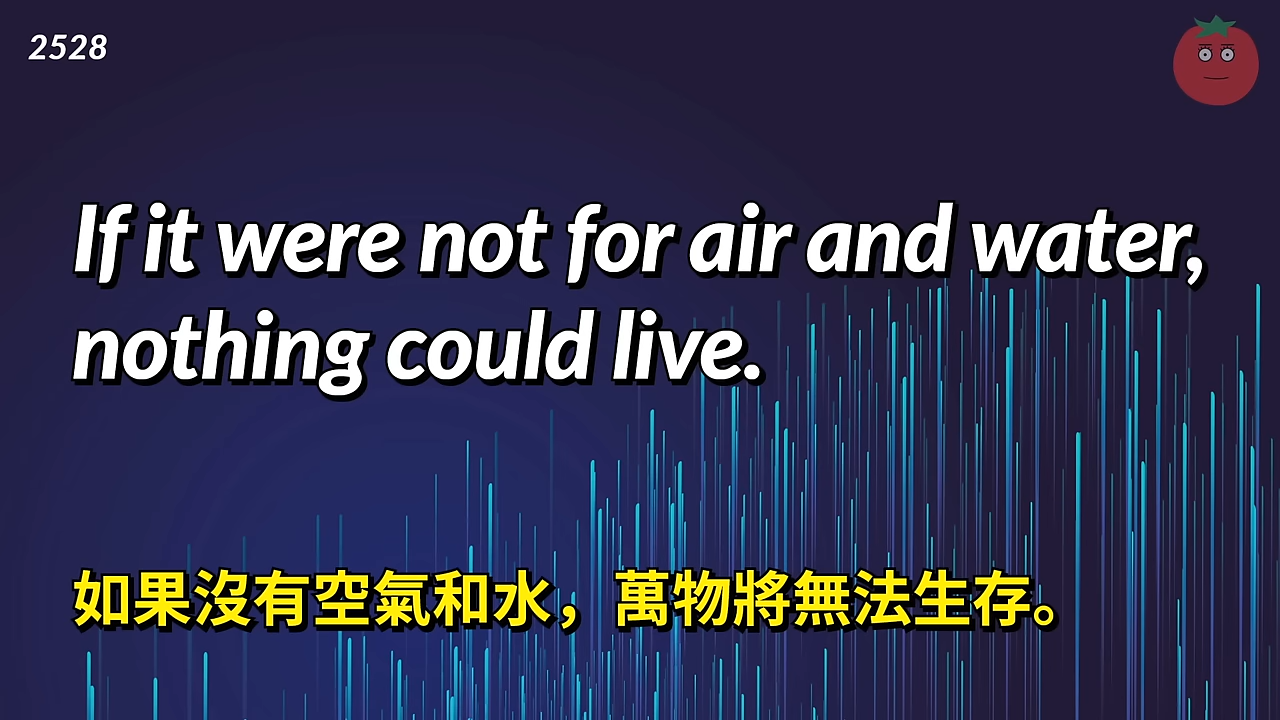 2528
If it were not for air and water,
nothing could live.
如果沒有空氣和水，萬物將無法生存。